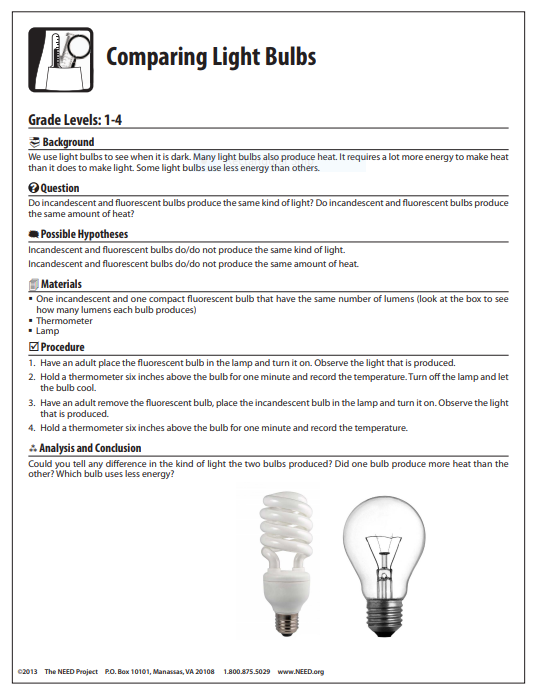 Comparing Light Bulbs
Grade Levels: 1-4
Background
We use light bulbs to see when it is dark. Many light bulbs also produce heat. It requires a lot more energy to make heat
than it does to make light. Some light bulbs use less energy than others.
Question
Do incandescent and fluorescent bulbs produce the same kind of light? Do incandescent and fluorescent bulbs produce
the same amount of heat?
Possible Hypotheses
Incandescent and fluorescent bulbs do/do not produce the same kind of light.
Incandescent and fluorescent bulbs do/do not produce the same amount of heat.
Materials
▪ One incandescent and one compact fluorescent bulb that have the same number of lumens (look at the box to see
how many lumens each bulb produces)
▪ Thermometer
▪ Lamp
Procedure
1. Have an adult place the fluorescent bulb in the lamp and turn it on. Observe the light that is produced.
2. Hold a thermometer six inches above the bulb for one minute and record the temperature. Turn off the lamp and let
the bulb cool.
3. Have an adult remove the fluorescent bulb, place the incandescent bulb in the lamp and turn it on. Observe the light
that is produced.
4. Hold a thermometer six inches above the bulb for one minute and record the temperature.
Analysis and Conclusion
Could you tell any difference in the kind of light the two bulbs produced? Did one bulb produce more heat than the
other? Which bulb uses less energy?
©2013 The NEED Project P.O. Box 10101, Manassas, VA 20108 1.800.875.5029 www.NEED.org